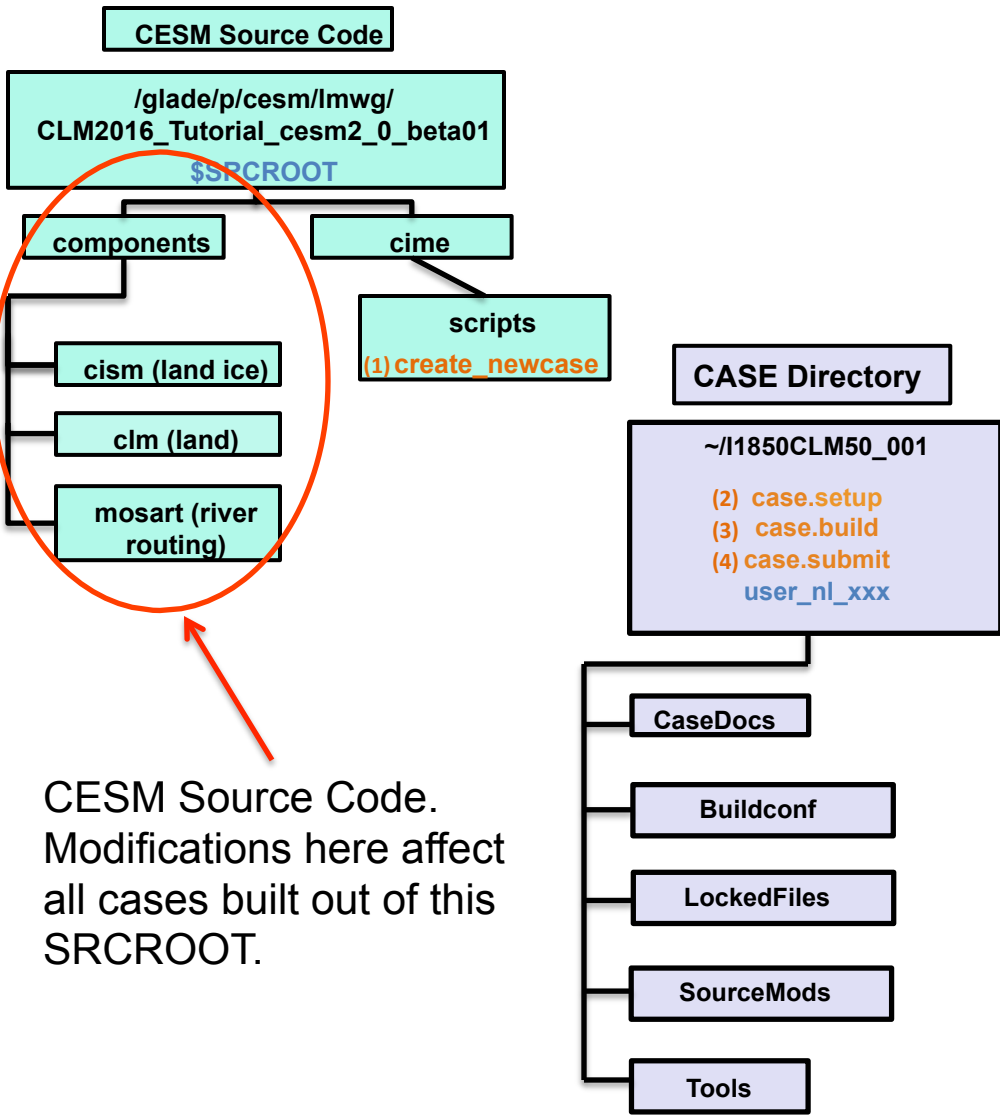 CESM Source Code
/glade/p/cesm/lmwg/
CLM2016_Tutorial_cesm2_0_beta01
$SRCROOT
components
cime
cism (land ice)
clm (land)
mosart (river
routing)
scripts
(1) create_newcase
CASE Directory
~/I1850CLM50_001
(2) case.setup
(3) case.build
(4) case.submit
user_nl_xxx
CaseDocs
Buildconf
LockedFiles
SourceMods
Tools
CESM Source Code.
Modifications here affect
all cases built out of this
SRCROOT.